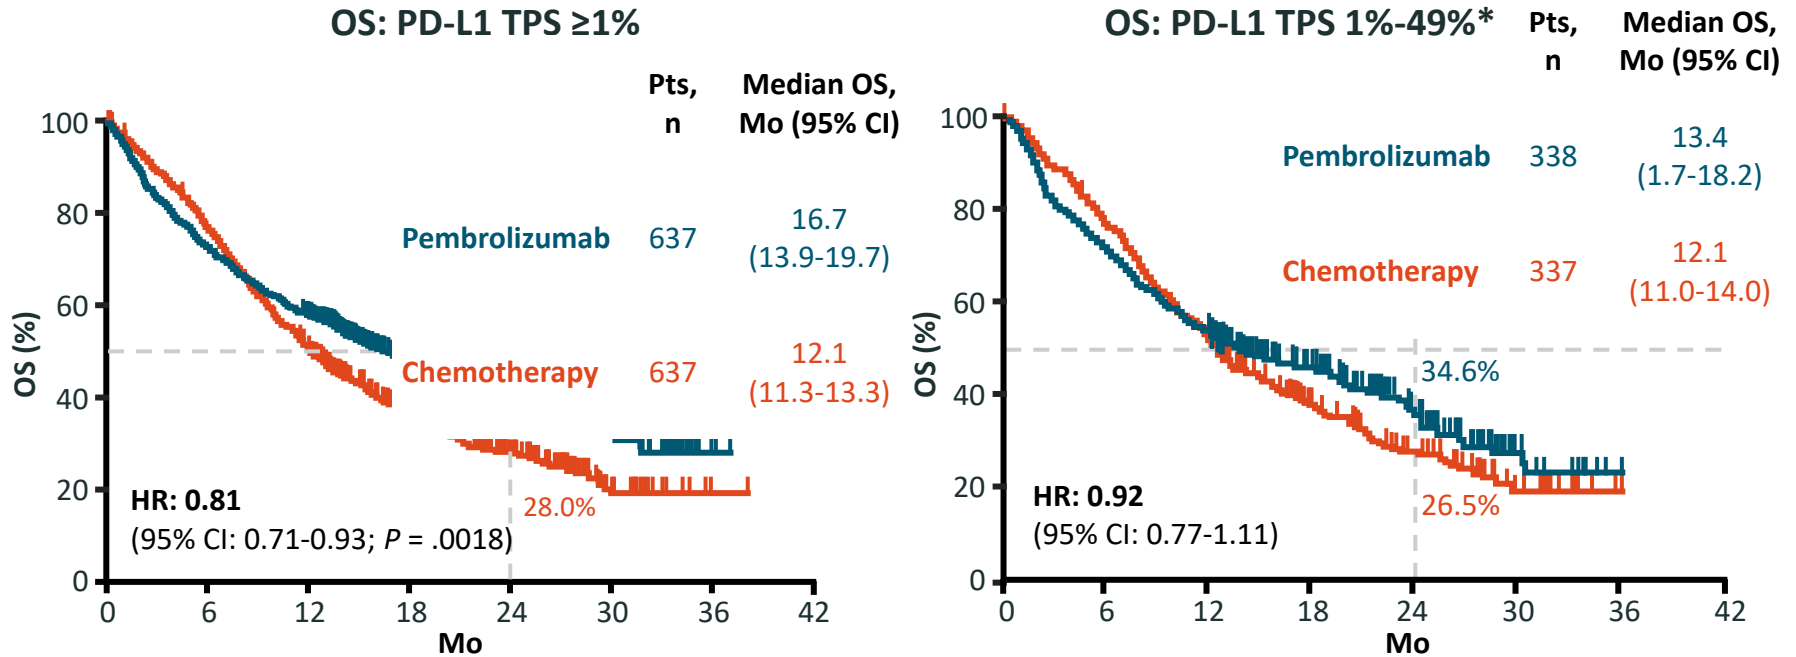 OS: PD-L1 TPS ≥1%
Pts, n
Median OS, Mo (95% CI)
OS (%)
100
80
60
40
20
0
Pembrolizumab 637 16.7 (13.9-19.7)
Chemotherapy 637 12.1 (11.3-13.3)
28.0%
HR: 0.81
(95% CI: 0.71-0.93; P = .0018)
0 6 12 18 24 30 36 42
Mo
OS: PD-L1 TPS 1%-49%*
Pts, n
Median OS, Mo (95% CI)
OS (%)
100
80
60
40
20
0
Pembrolizumab 338 13.4 (1.7-18.2)
Chemotherapy 337 12.1 (11.0-14.0)
34.6%
26.5%
HR: 0.92
(95% CI: 0.77-1.11)
0 6 12 18 24 30 36 42
Mo